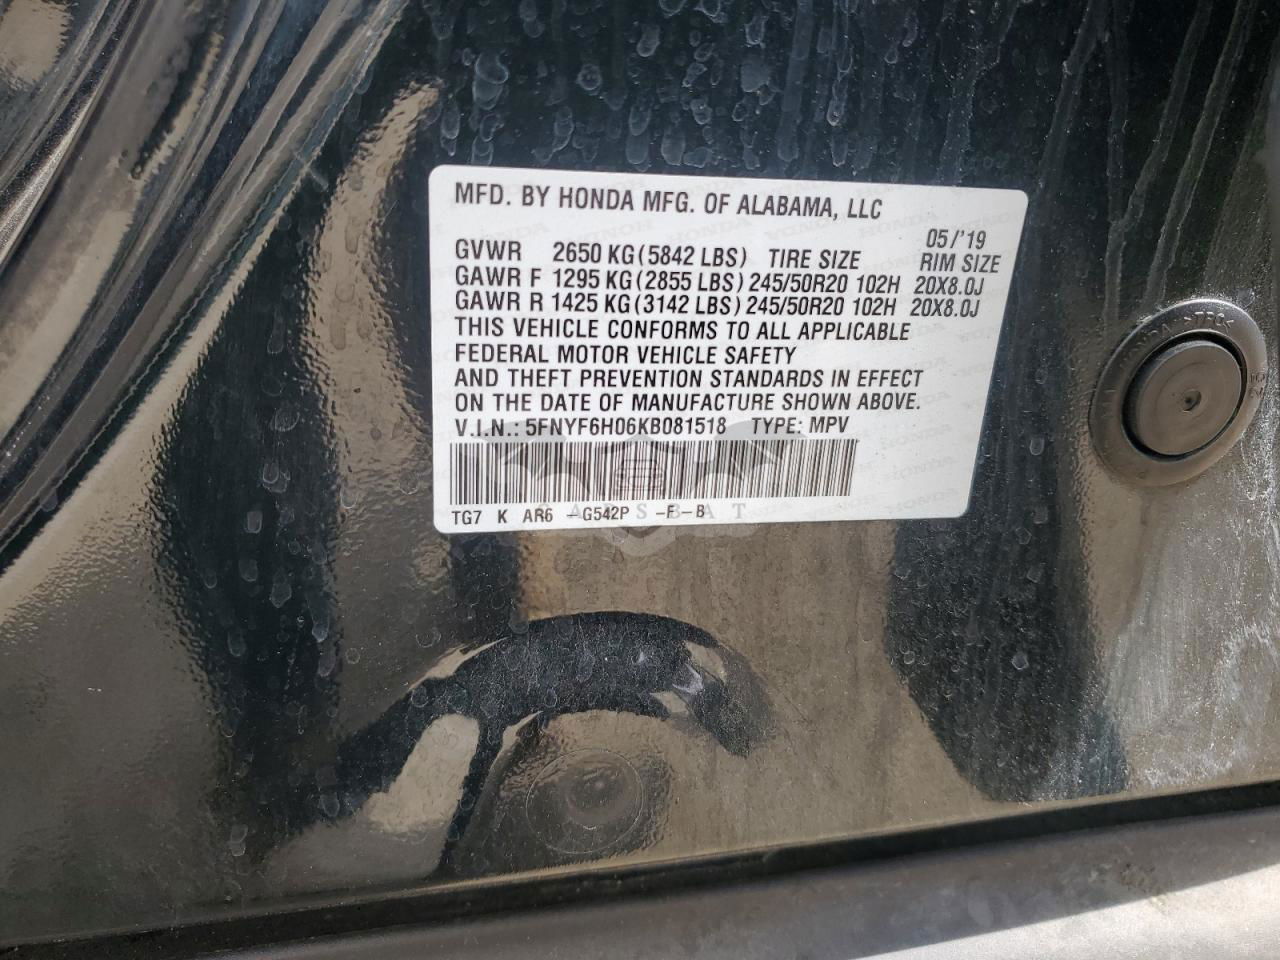 MFD. BY HONDA MFG. OF ALABAMA, LLC
05/'19
GVWR 2650 KG(5842 LBS) TIRE SIZE RIM SIZE
GAWR F 1295 KG(2855 LBS) 245/50R20 102H 20X8.0J
GAWR R 1425 KG(3142 LBS) 245/50R20 102H 20X8.0J
THIS VEHICLE CONFORMS TO ALL APPLICABLE
FEDERAL MOTOR VEHICLE SAFETY
AND THEFT PREVENTION STANDARDS IN EFFECT
ON THE DATE OF MANUFACTURE SHOWN ABOVE.
V.I.N.: 5FNYF6H06KB081518 TYPE: MPV
TG7 K AR6 -G542P -F-B